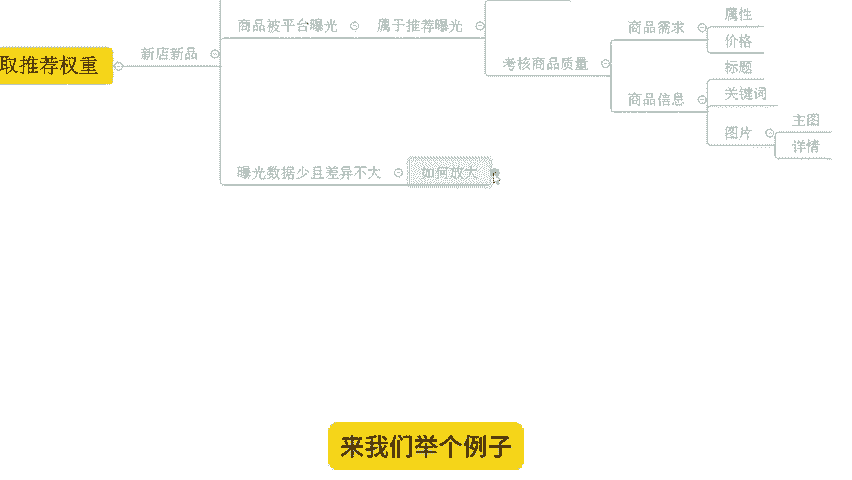 属性
商品被平台曝光
属于推荐曝光
商品需求
价格
取推荐权重
新店新品
考核商品质量
标题
商品信息
关键词
主图
图片
详情
曝光数据少且差异不大
如何放大
来我们举个例子